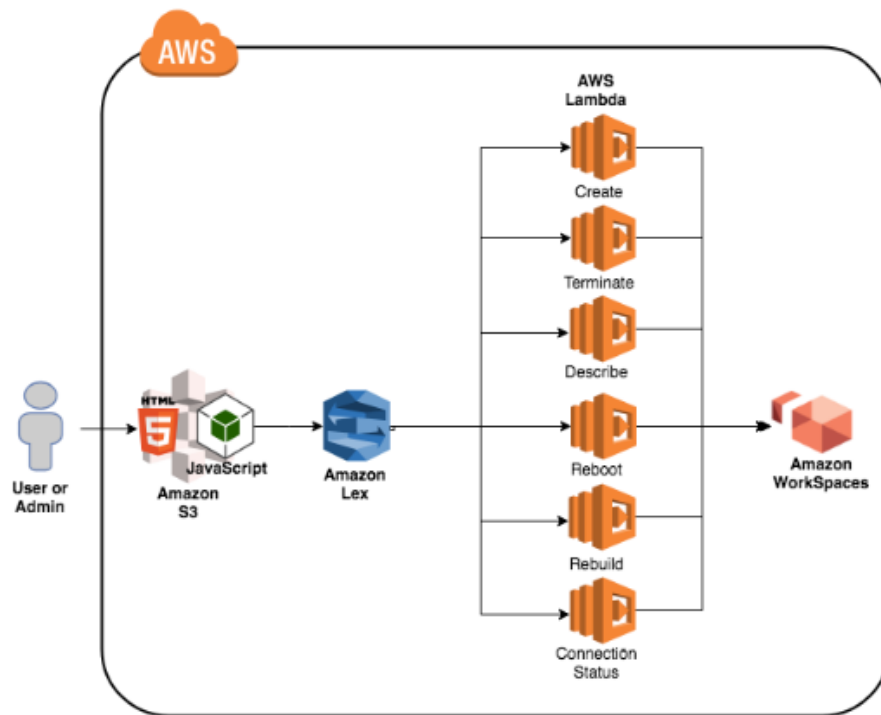 AWS
AWS
Lambda
Create
Terminate
Describe
HTML
5
JavaScript
User or
Admin
Amazon
S3
Amazon
Lex
Reboot
Amazon
WorkSpaces
Rebuild
Connection
Status